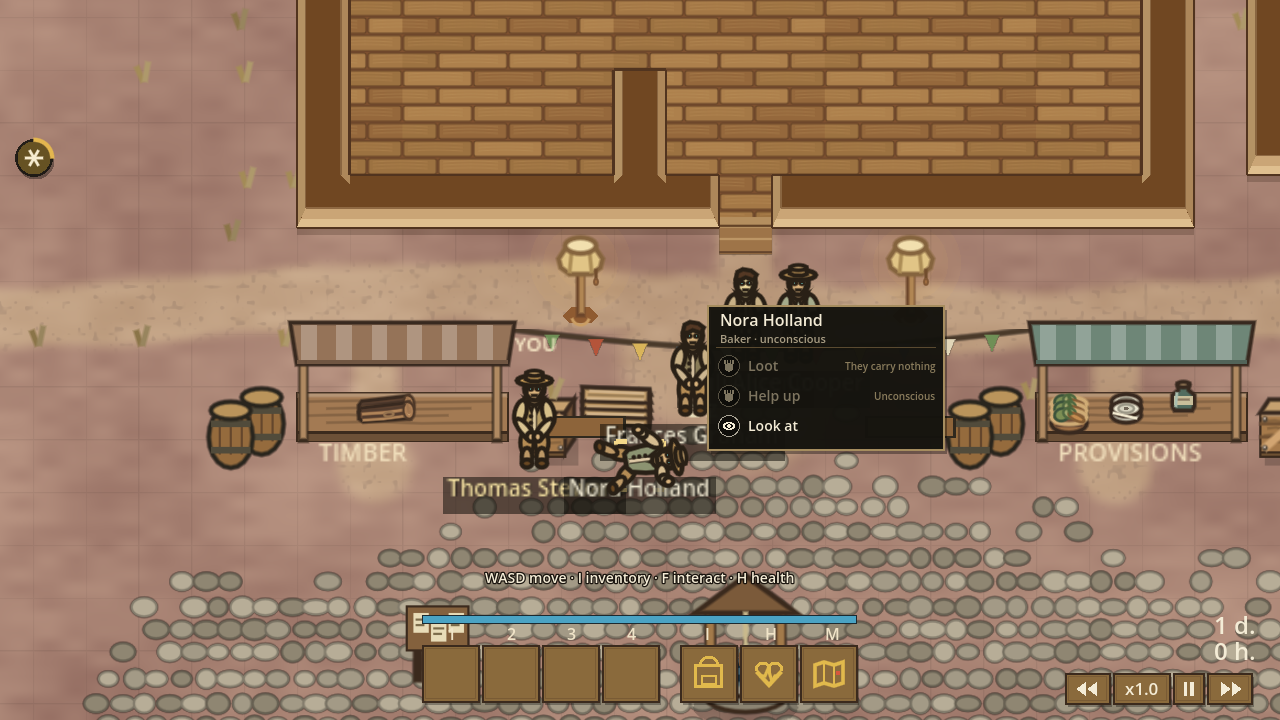 Nora Holland
Baker · unconscious
Loot They carry nothing
Help up Unconscious
Look at
YOU
TIMBER
PROVISIONS
Frances G
Thomas Ste
Nora Holland
WASD move · I inventory · F interact · H health
1 d.
0 h.
2 3 4 I H M
x1.0